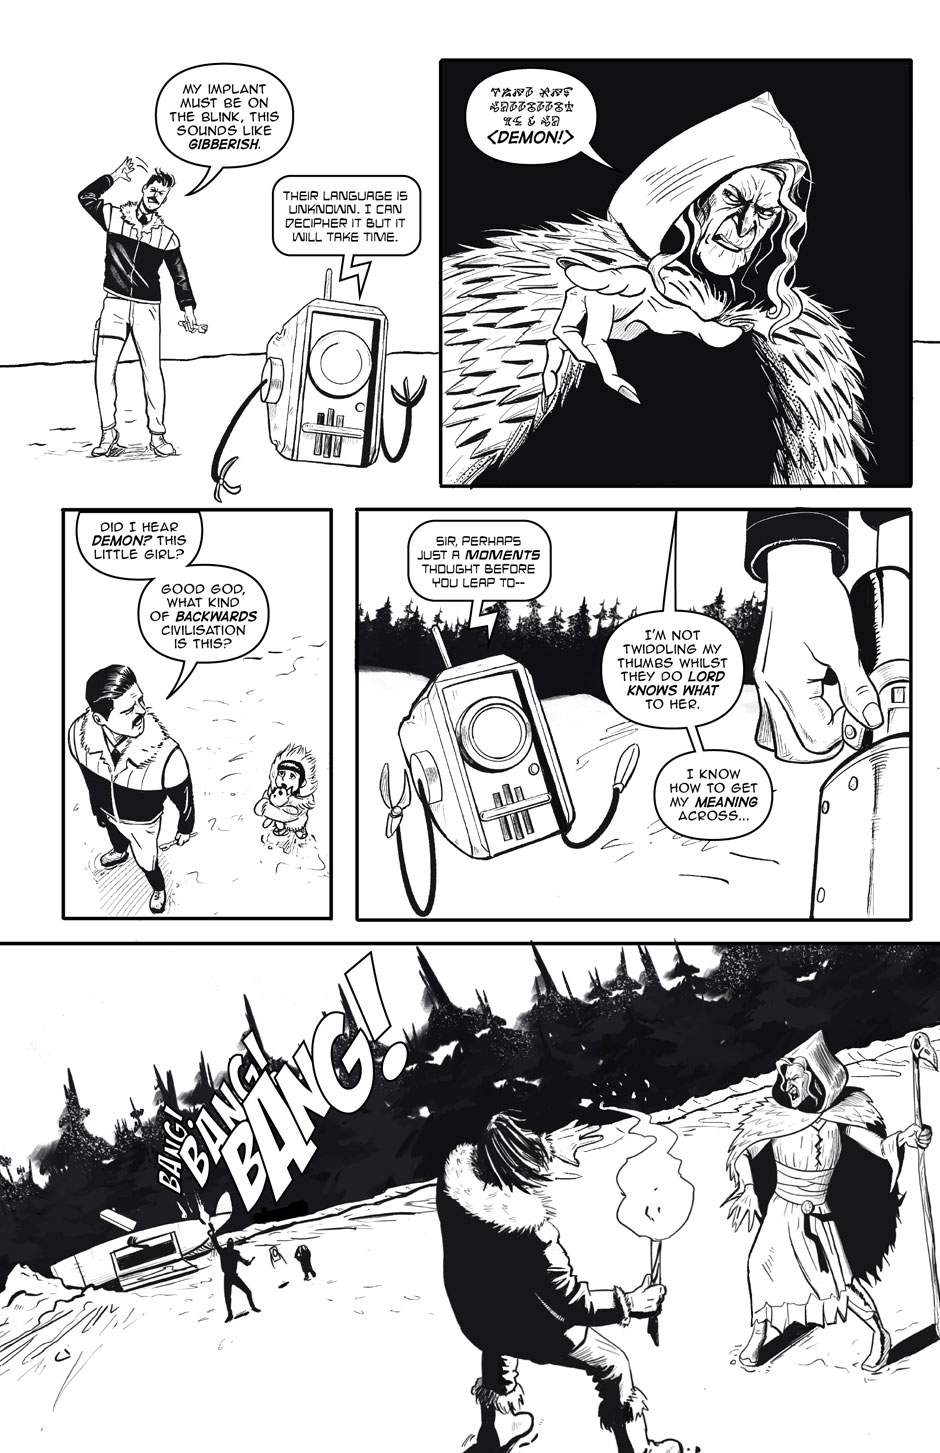 MY IMPLANT
MUST BE ON
THE BLINK, THIS
SOUNDS LIKE
GIBBERISH.
THEIR LANGUAGE IS
UNKNOWN. I CAN
DECIPHER IT BUT IT
WILL TAKE TIME.
<DEMON!>
DID I HEAR
DEMON? THIS
LITTLE GIRL?
GOOD GOD,
WHAT KIND
OF BACKWARDS
CIVILISATION
IS THIS?
SIR, PERHAPS
JUST A MOMENTS
THOUGHT BEFORE
YOU LEAP TO--
I'M NOT
TWIDDLING MY
THUMBS WHILST
THEY DO LORD
KNOWS WHAT
TO HER.
I KNOW
HOW TO GET
MY MEANING
ACROSS...
BANG!
BANG!
BANG!